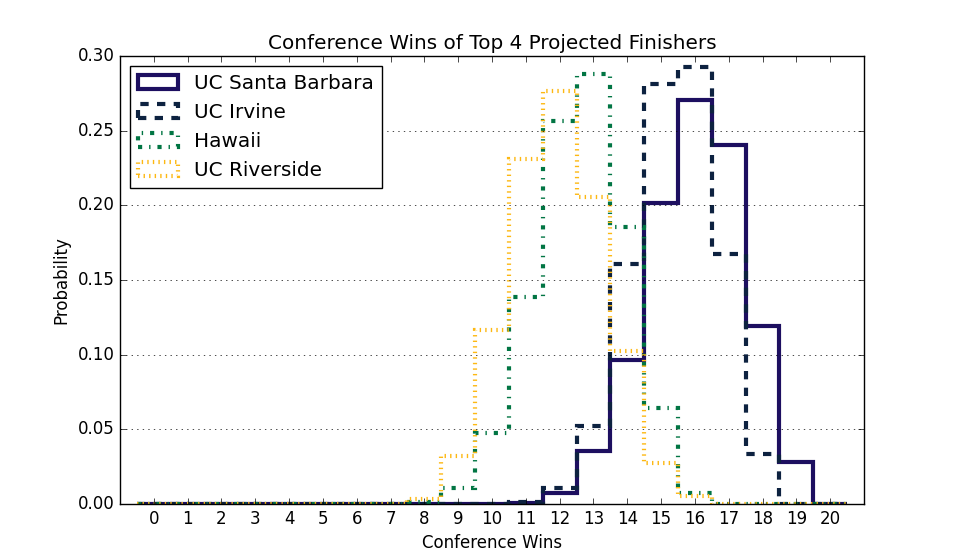 Conference Wins of Top 4 Projected Finishers
UC Santa Barbara
UC Irvine
Hawaii
UC Riverside
0.30
0.25
0.20
0.15
0.10
0.05
0.00
Probability
0 1 2 3 4 5 6 7 8 9 10 11 12 13 14 15 16 17 18 19 20
Conference Wins